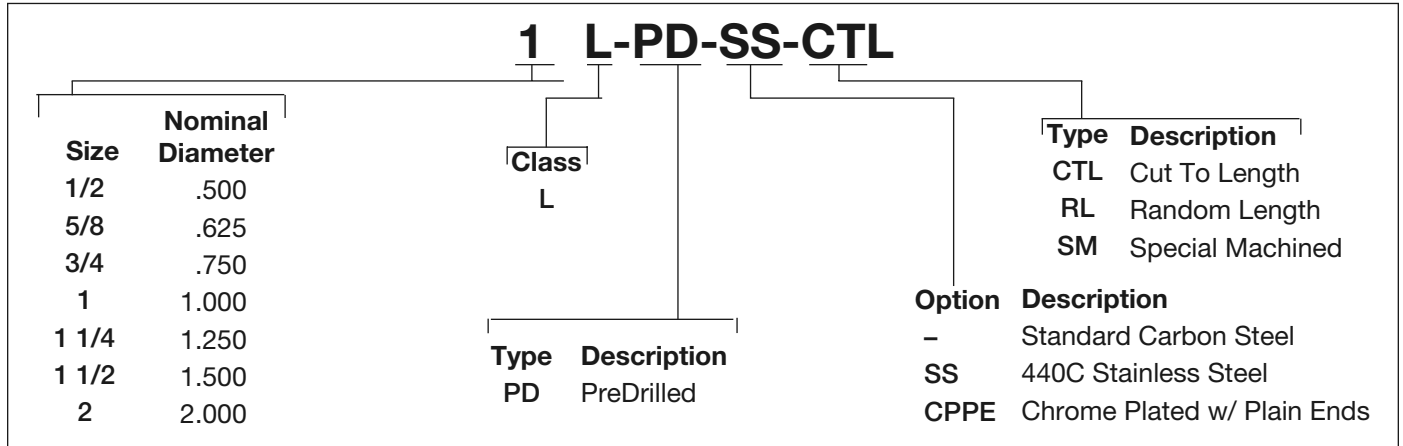 1 L-PD-SS-CTL
Size Nominal Diameter
1/2 .500
5/8 .625
3/4 .750
1 1.000
1 1/4 1.250
1 1/2 1.500
2 2.000
Class
L
Type Description
PD PreDrilled
Type Description
CTL Cut To Length
RL Random Length
SM Special Machined
Option Description
– Standard Carbon Steel
SS 440C Stainless Steel
CPPE Chrome Plated w/ Plain Ends